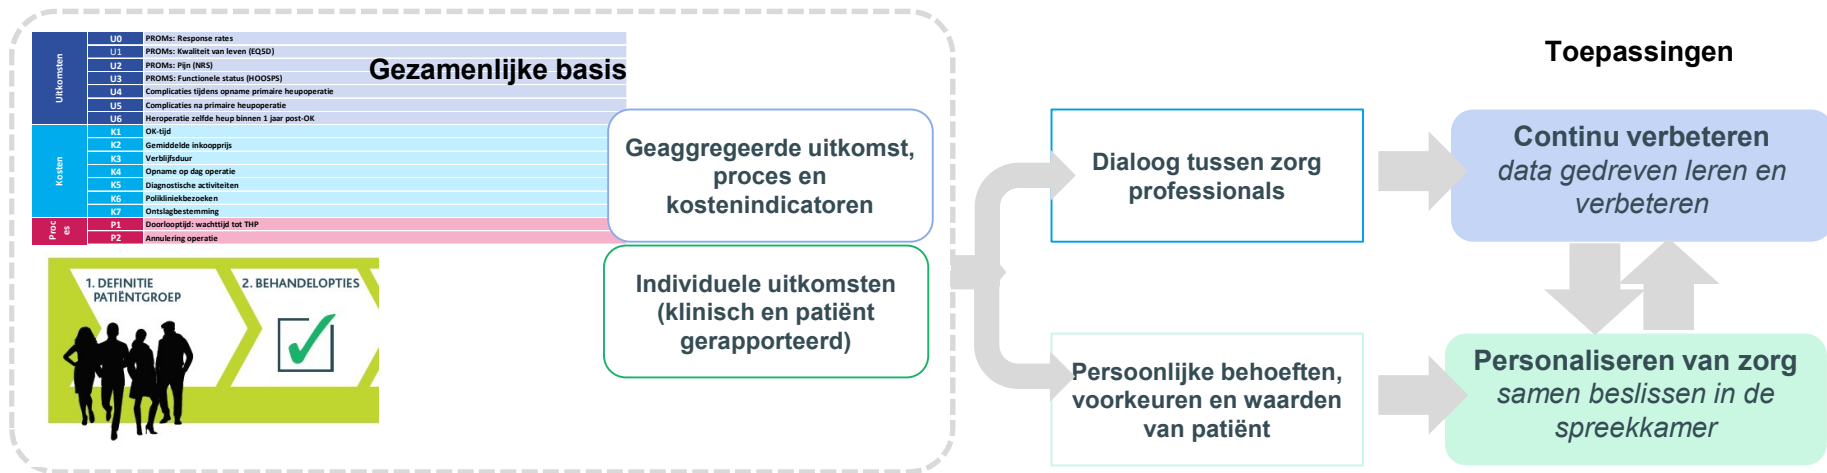 Gezamenlijke basis
Uitkomsten
U0 PROMs: Response rates
U1 PROMs: Kwaliteit van leven (EQ5D)
U2 PROMs: Pijn (NRS)
U3 PROMS: Functionele status (HOOSPS)
U4 Complicaties tijdens opname primaire heupoperatie
U5 Complicaties na primaire heupoperatie
U6 Heroperatie zelfde heup binnen 1 jaar post-OK
Kosten
K1 OK-tijd
K2 Gemiddelde inkoopprijs
K3 Verblijfsduur
K4 Opname op dag operatie
K5 Diagnostische activiteiten
K6 Polikliniekbezoeken
K7 Ontslagbestemming
Proc
es
P1 Doorlooptijd: wachttijd tot THP
P2 Annulering operatie
1. DEFINITIE
PATIËNTGROEP
2. BEHANDELOPTIES
Geaggregeerde uitkomst,
proces en
kostenindicatoren
Individuele uitkomsten
(klinisch en patiënt
gerapporteerd)
Dialoog tussen zorg
professionals
Persoonlijke behoeften,
voorkeuren en waarden
van patiënt
Toepassingen
Continu verbeteren
data gedreven leren en
verbeteren
Personaliseren van zorg
samen beslissen in de
spreekkamer